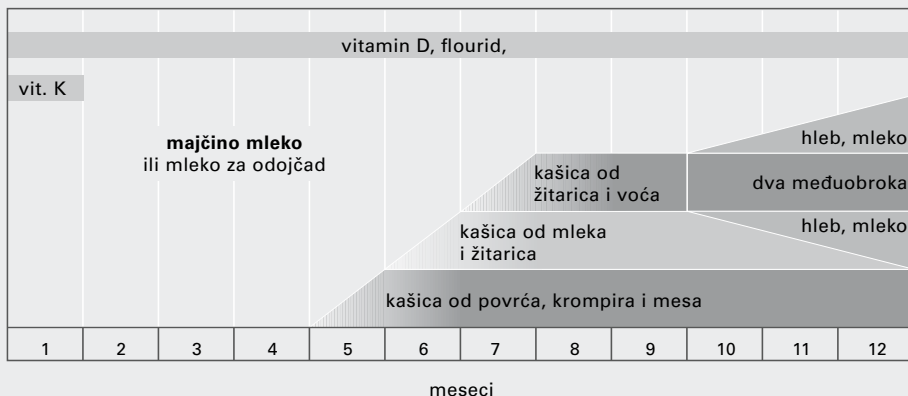 vitamin D, flourid,
vit. K
majčino mleko
ili mleko za odojčad
hleb, mleko
kašica od
žitarica i voća
dva međuobroka
kašica od mleka
i žitarica
hleb, mleko
kašica od povrća, krompira i mesa
1 2 3 4 5 6 7 8 9 10 11 12
meseci